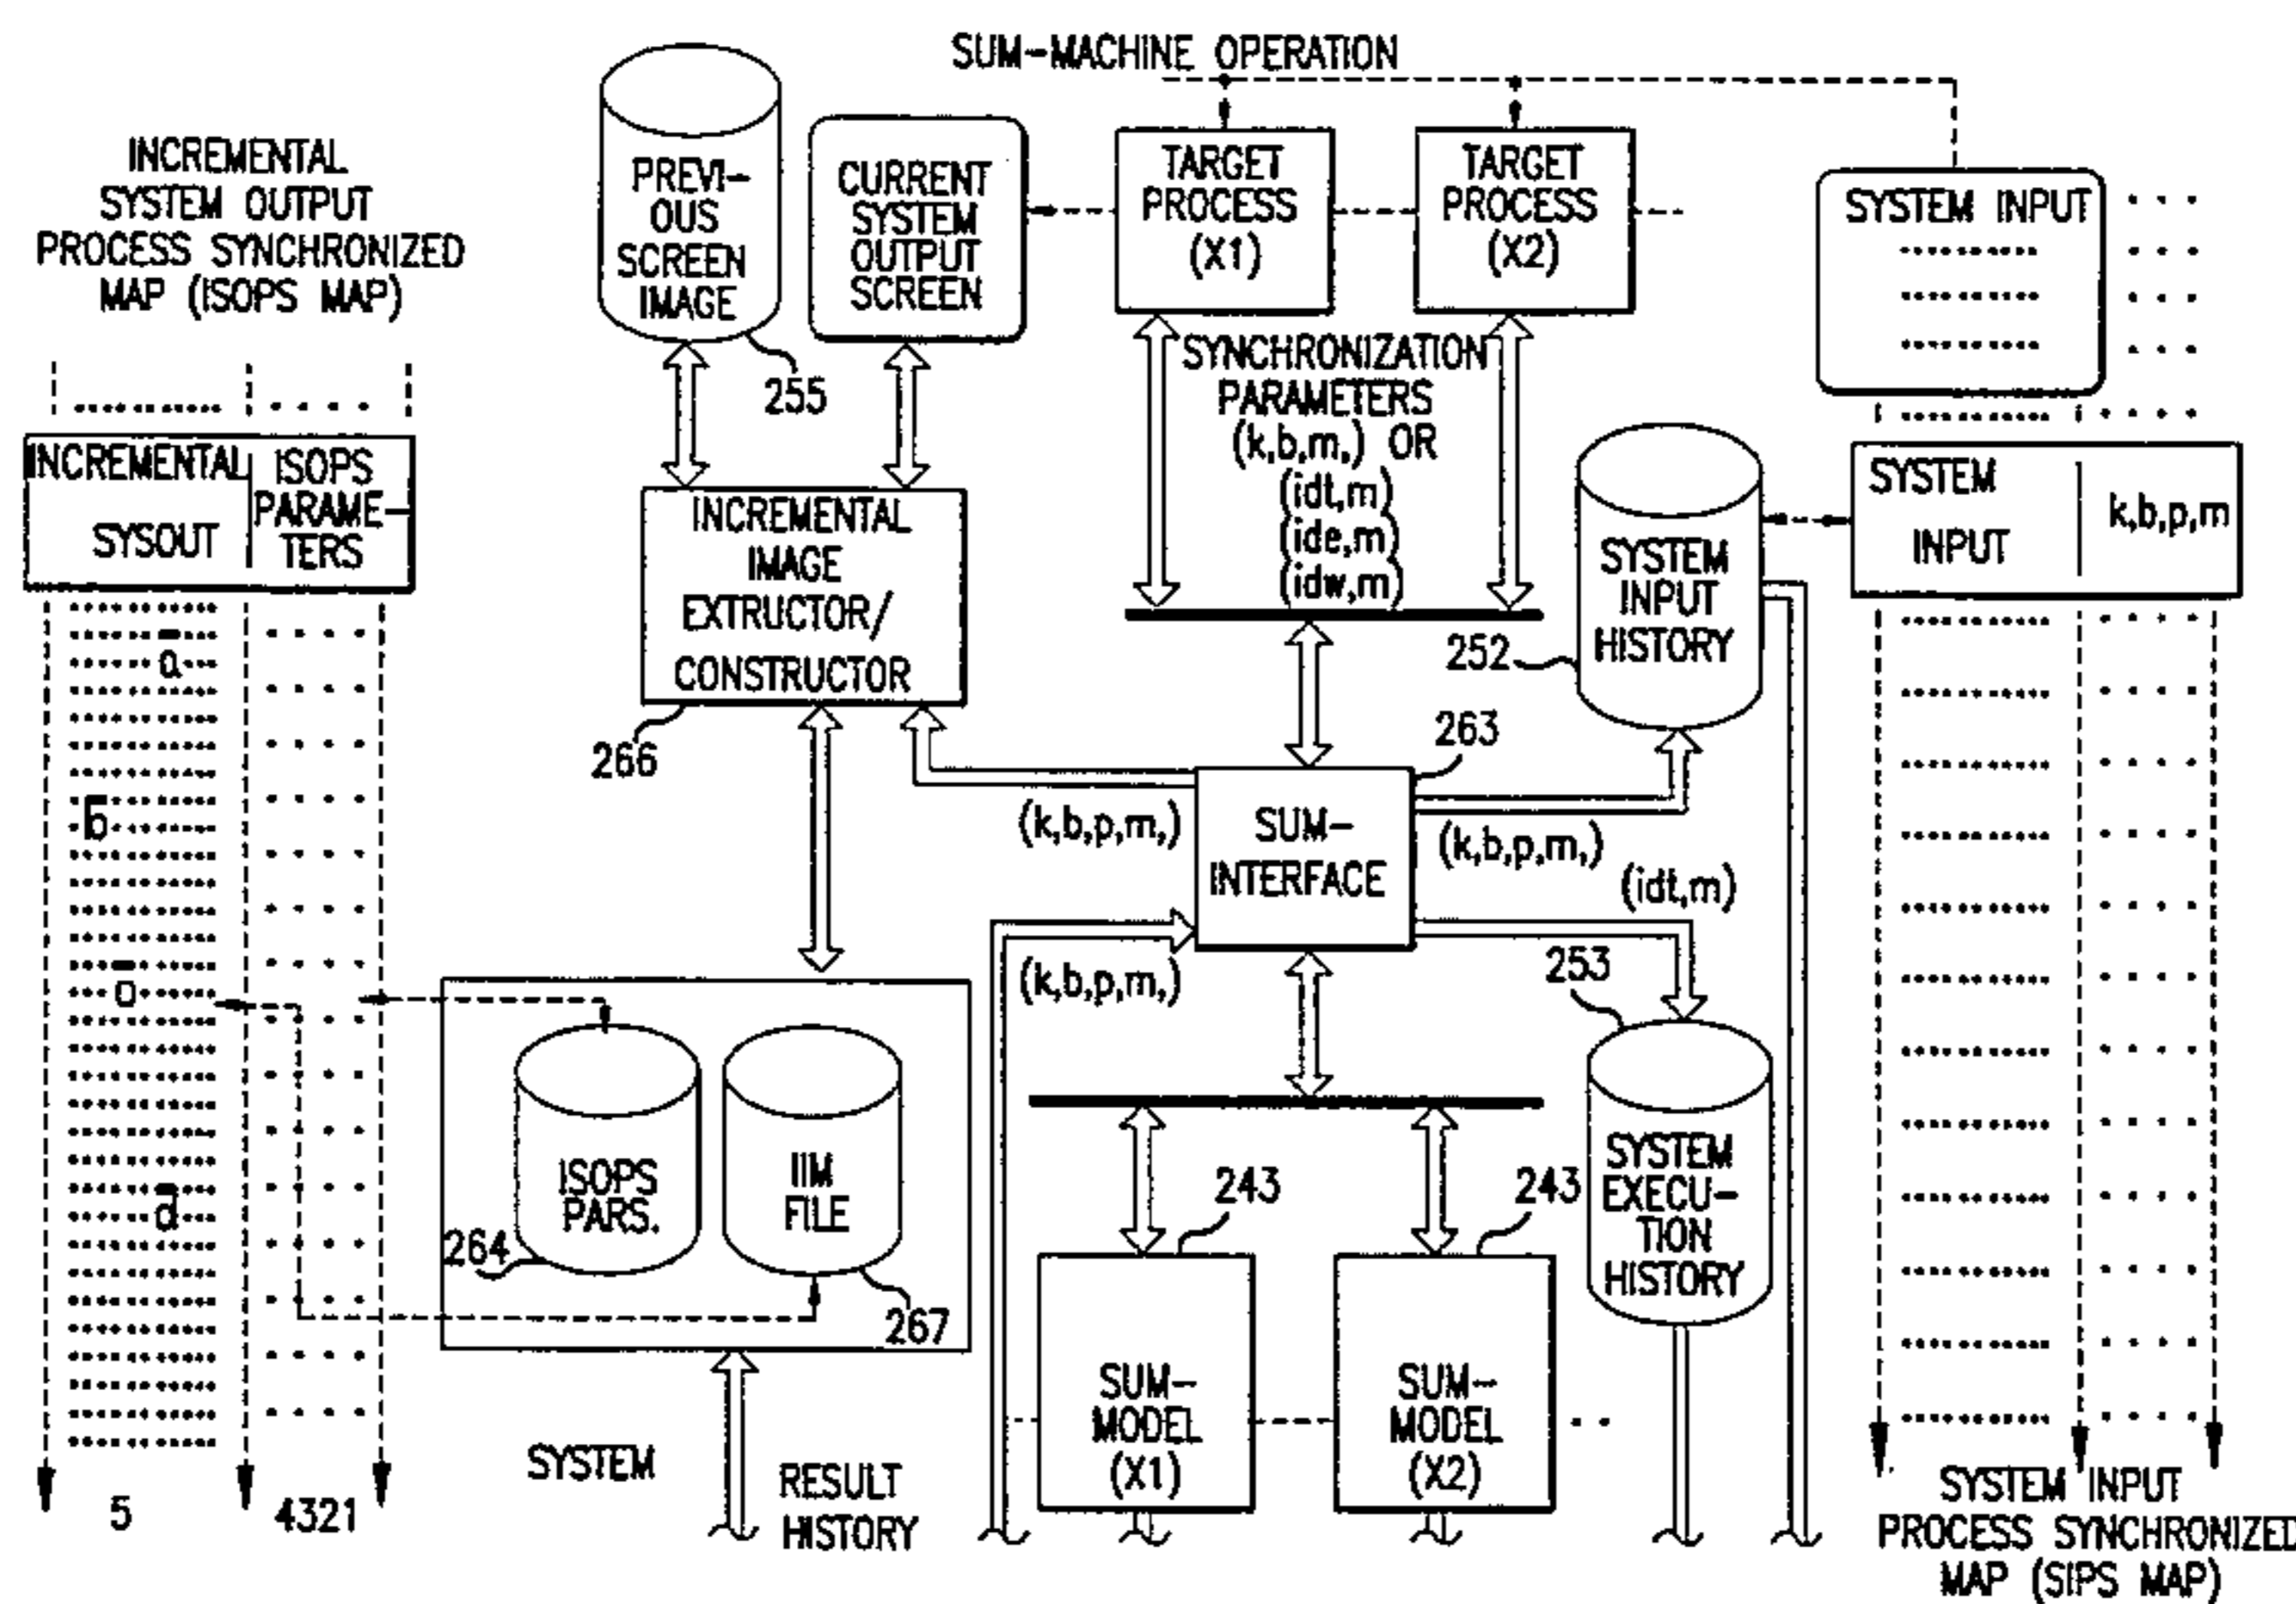 SUM-MACHINE OPERATION
INCREMENTAL
SYSTEM OUTPUT
PROCESS SYNCHRONIZED
MAP (ISOPS MAP)
PREVI-
OUS
SCREEN
IMAGE
255
CURRENT
SYSTEM
OUTPUT
SCREEN
TARGET
PROCESS
(X1)
TARGET
PROCESS
(X2)
SYSTEM INPUT
SYNCHRONIZATION
PARAMETERS
(k,b,m,) OR
(idt,m)
(ide,m)
(idw,m)
INCREMENTAL
SYSOUT
ISOPS
PARAME-
TERS
INCREMENTAL
IMAGE
EXTRUCTOR/
CONSTRUCTOR
266
SYSTEM
INPUT
HISTORY
252
SYSTEM
INPUT
k,b,p,m
a
b
c
d
263
SUM-
INTERFACE
(k,b,p,m,)
(k,b,p,m,)
(idt,m)
(k,b,p,m,)
253
SYSTEM
EXECU-
TION
HISTORY
ISOPS
PARS.
264
IIM
FILE
267
243
243
SUM-
MODEL
(X1)
SUM-
MODEL
(X2)
SYSTEM
RESULT
HISTORY
5
4321
SYSTEM INPUT
PROCESS SYNCHRONIZED
MAP (SIPS MAP)